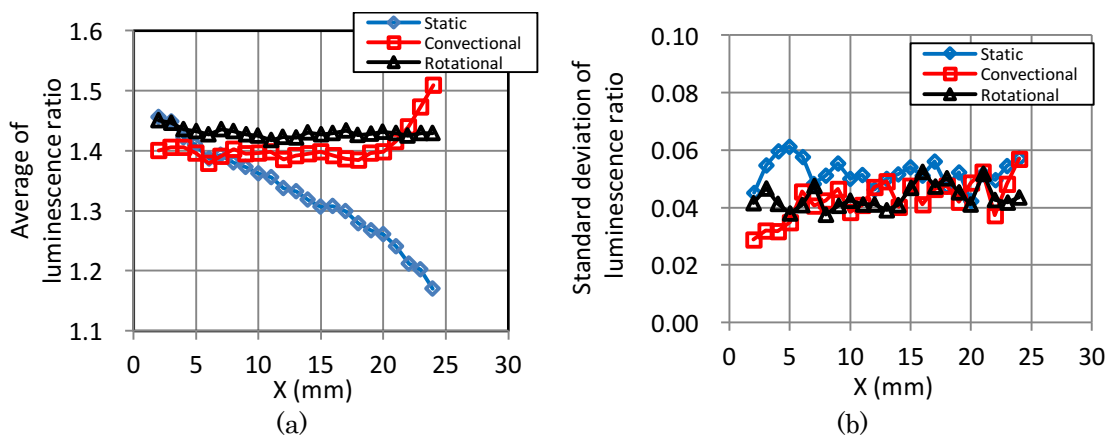 1.6
1.5
1.4
1.3
1.2
1.1
0 5 10 15 20 25 30
X (mm)
Average of
luminescence ratio
Static
Convectional
Rotational
(a)
0.10
0.08
0.06
0.04
0.02
0.00
0 5 10 15 20 25 30
X (mm)
Standard deviation of
luminescence ratio
Static
Convectional
Rotational
(b)